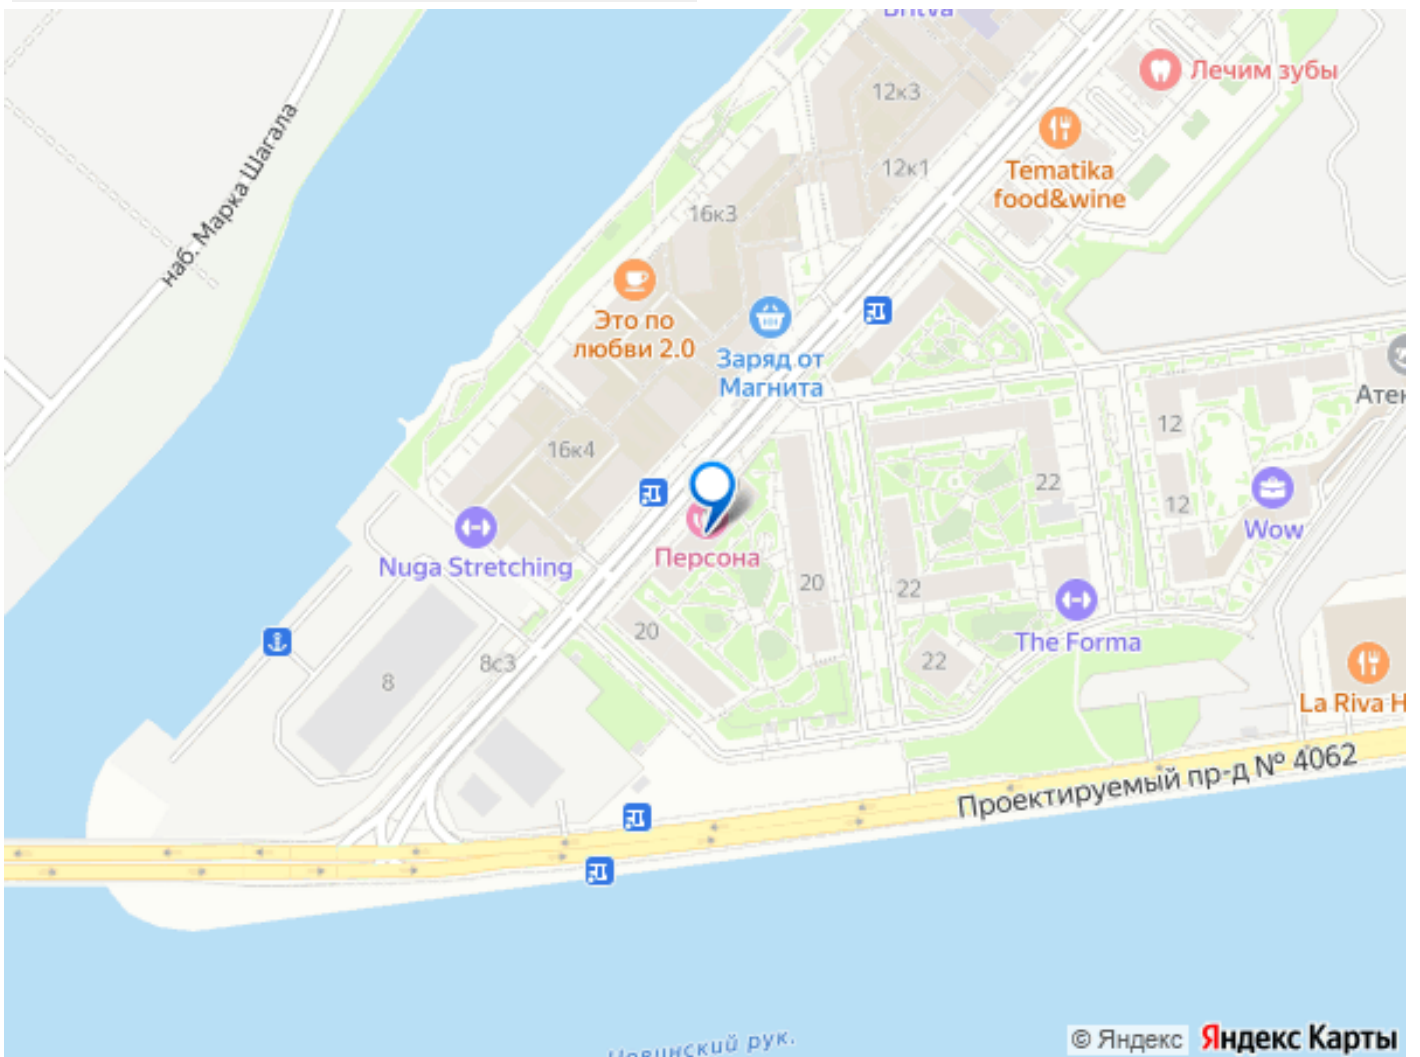 Britva
12к3
Лечим зубы
12к1
Tematika
food&wine
наб. Марка Шагала
16к3
Это по
любви 2.0
Заряд от
Магнита
Атек
12
16к4
22
12
Wow
Nuga Stretching
Персона
20
22
20
The Forma
22
8с3
8
La Riva H
Проектируемый пр-д № 4062
рук.
© Яндекс
Яндекс Карты